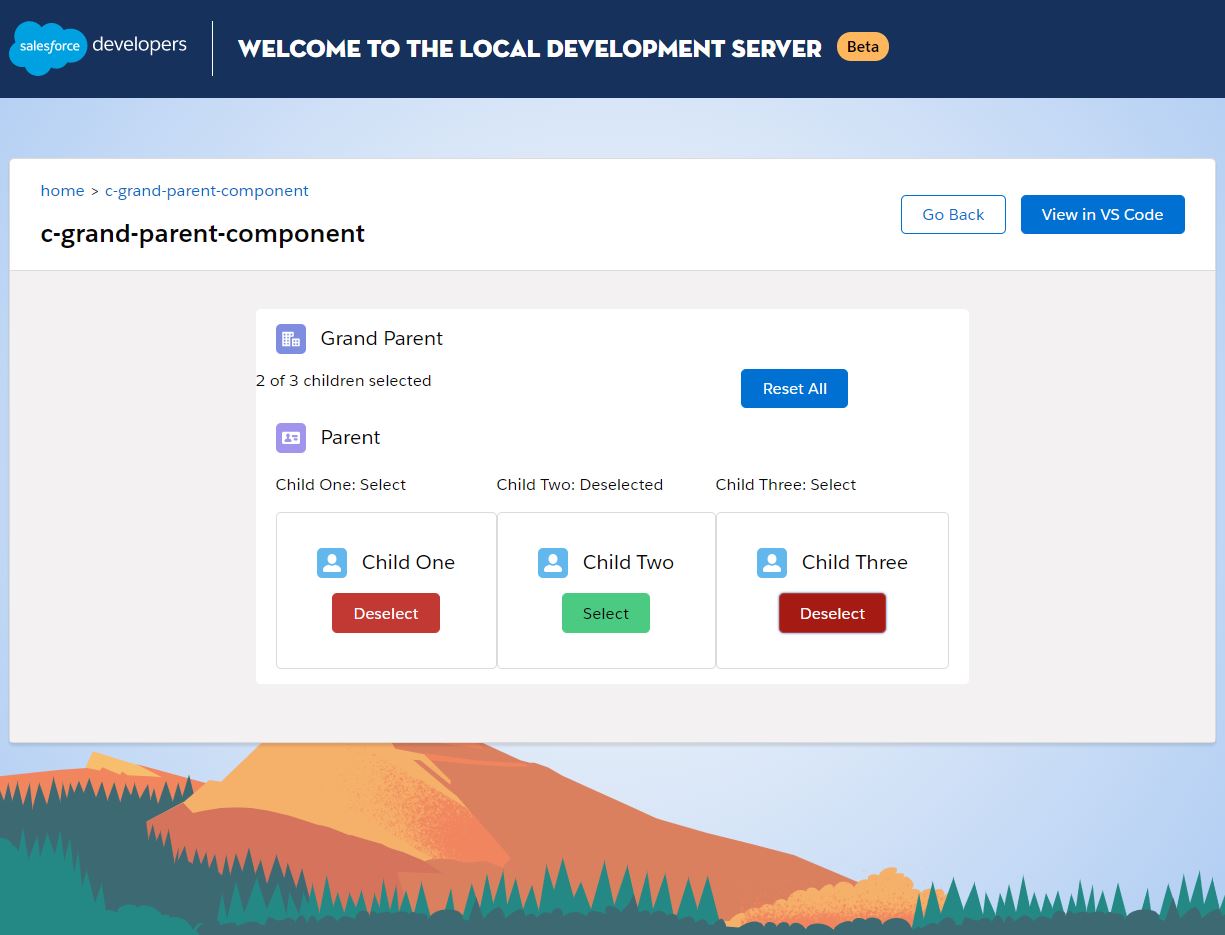 salesforce developers
WELCOME TO THE LOCAL DEVELOPMENT SERVER
Beta
home > c-grand-parent-component
c-grand-parent-component
Go Back
View in VS Code
Grand Parent
2 of 3 children selected
Reset All
Parent
Child One: Select
Child Two: Deselected
Child Three: Select
Child One
Child Two
Child Three
Deselect
Select
Deselect